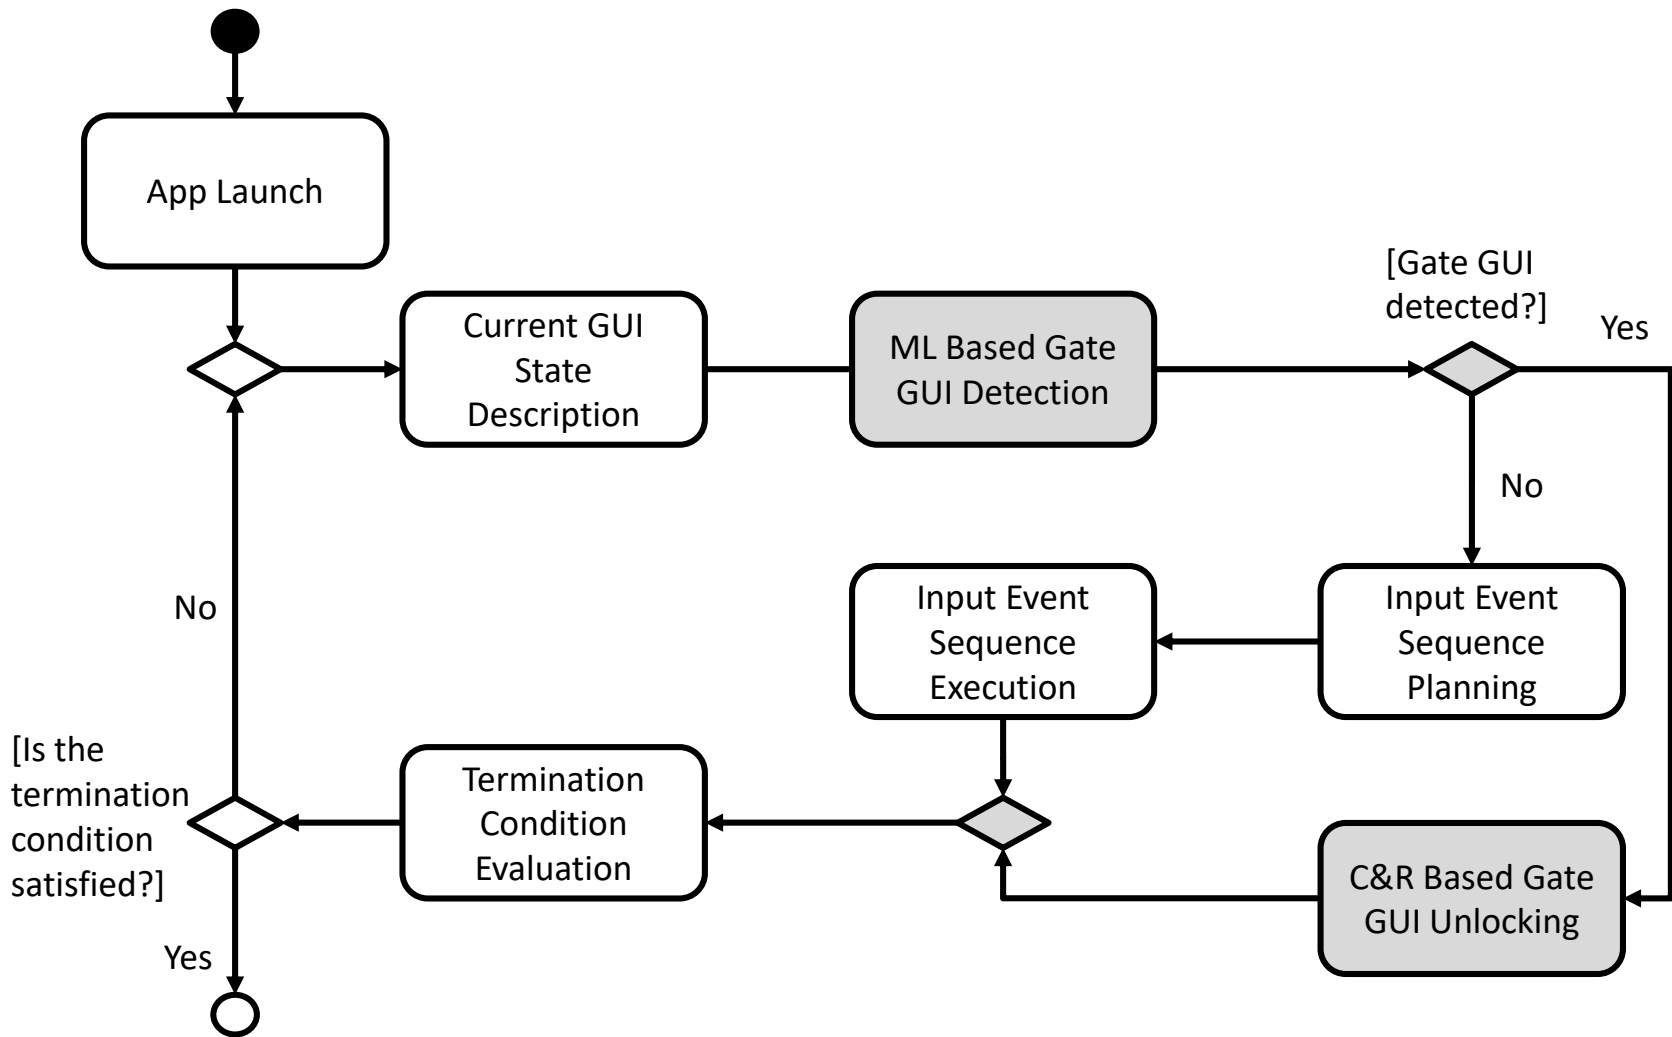 App Launch
[Gate GUI
detected?]
Yes
Current GUI
State
Description
ML Based Gate
GUI Detection
No
Input Event
Sequence
Execution
Input Event
Sequence
Planning
No
[Is the
termination
condition
satisfied?]
Termination
Condition
Evaluation
C&R Based Gate
GUI Unlocking
Yes